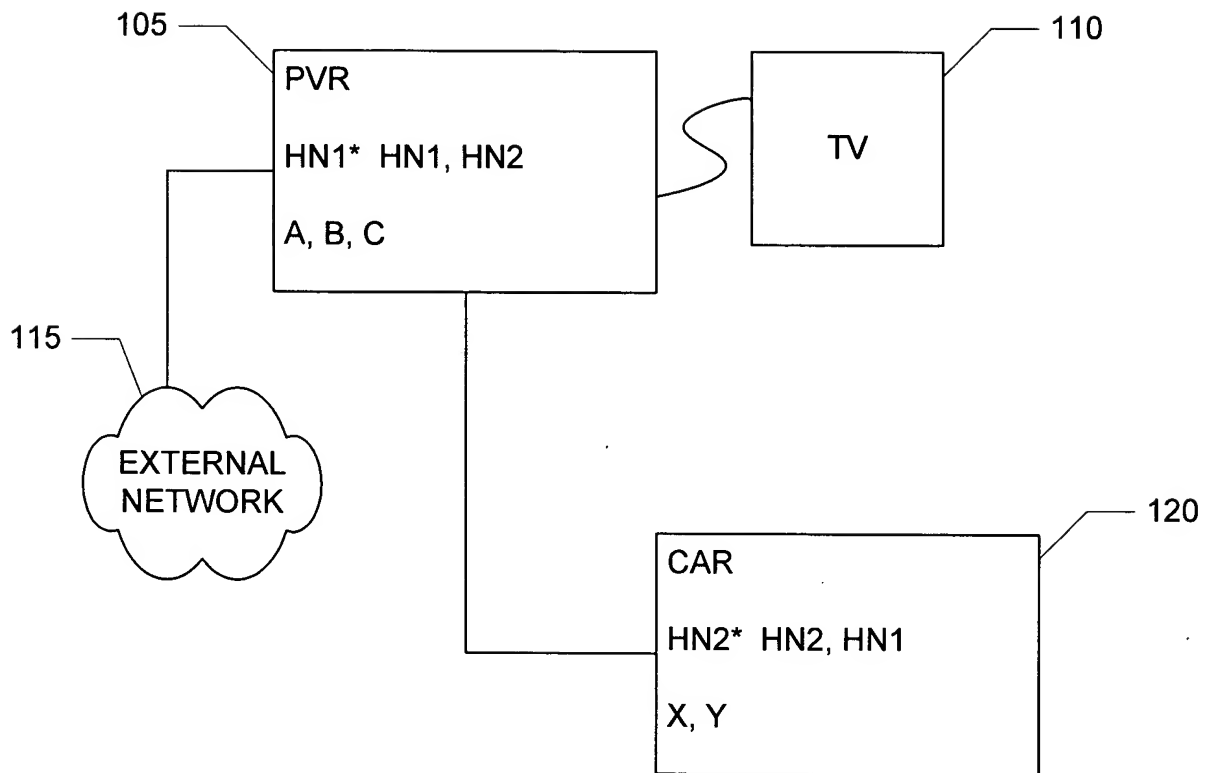 105
PVR
HN1* HN1, HN2
A, B, C
110
TV
115
EXTERNAL
NETWORK
120
CAR
HN2* HN2, HN1
X, Y